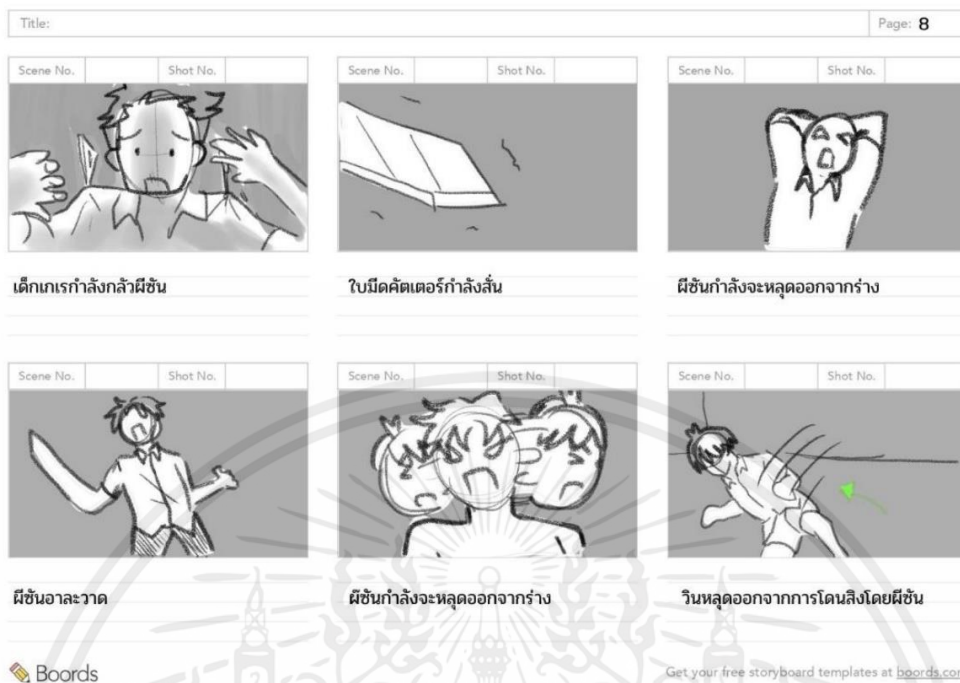 Title:
Page: 8
Scene No. Shot No.
Scene No. Shot No.
Scene No. Shot No.
เด็กเกเรกำลังกลัวผีซัน
ใบมีดคัตเตอร์กำลังสั่น
ผีซันกำลังจะหลุดออกจากร่าง
Scene No. Shot No.
Scene No. Shot No.
Scene No. Shot No.
ผีซันอาละวาด
ผีซันกำลังจะหลุดออกจากร่าง
วินหลุดออกจากการโดนสิงโดยผีซัน
Boords
Get your free storyboard templates at boords.com